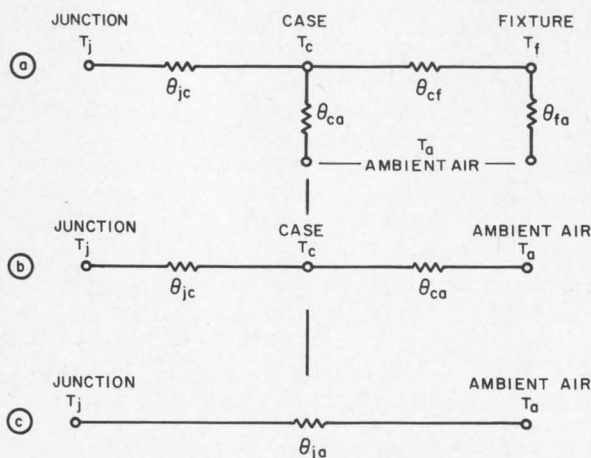 JUNCTION CASE FIXTURE
Tj Tc Tf
a
θjc θcf
θca θfa
Ta
AMBIENT AIR
JUNCTION CASE AMBIENT AIR
Tj Tc Ta
b
θjc θca
JUNCTION AMBIENT AIR
Tj Ta
c
θja